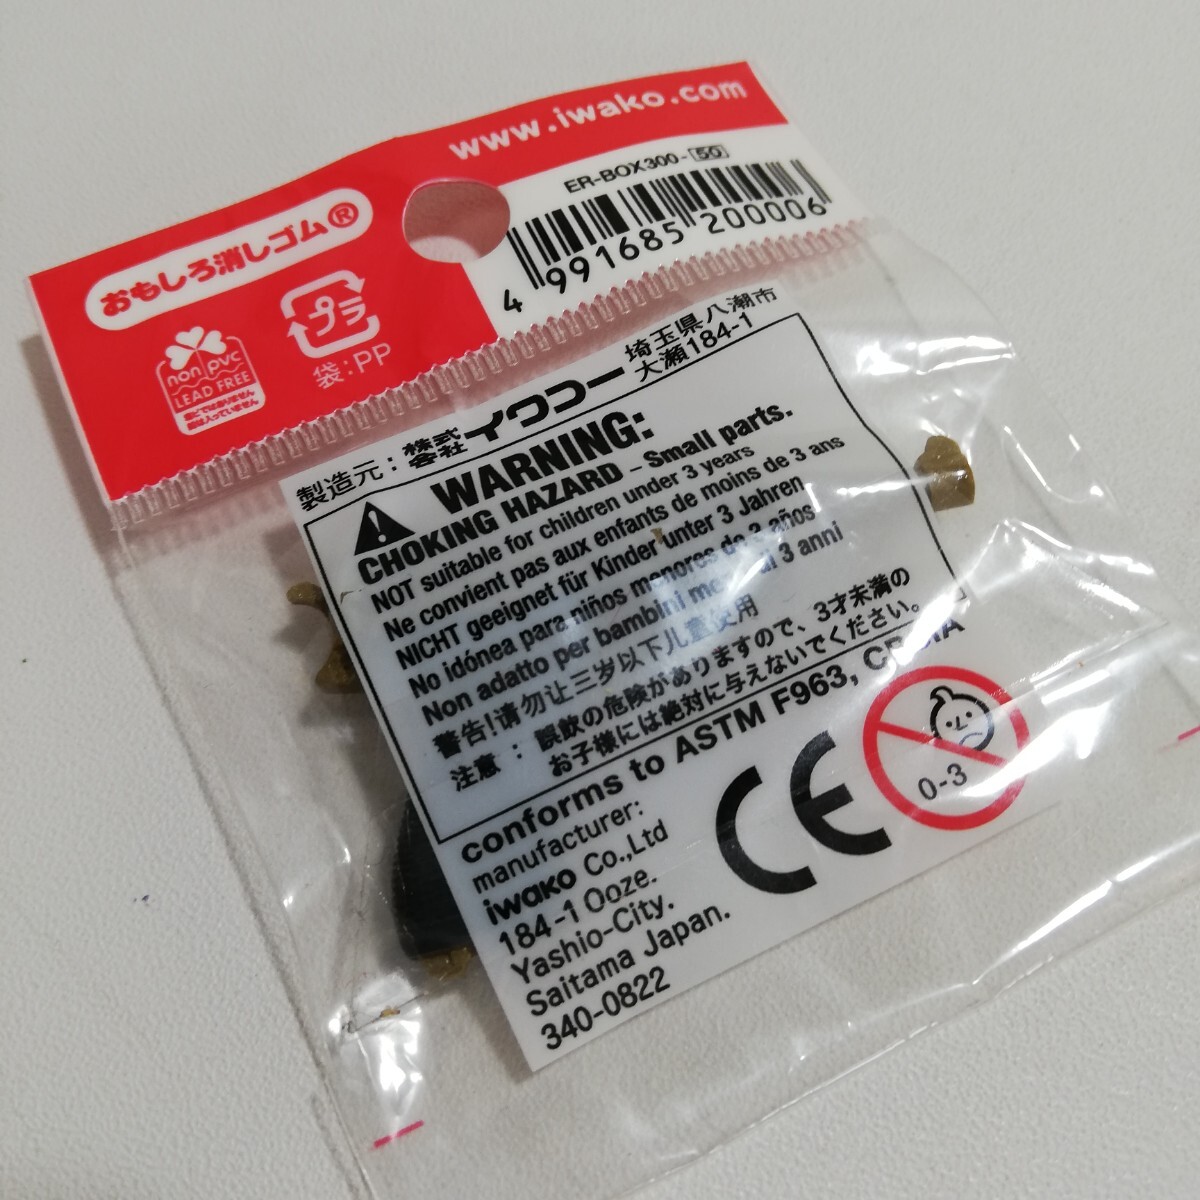 www.iwako.com
ER-BOX300-50
4 991685 200006
おもしろ消しゴム®
non pvc
LEAD FREE
プラ
袋:PP
製造元:株式会社イワコー 埼玉県八潮市大瀬184-1
WARNING:
CHOKING HAZARD – Small parts.
NOT suitable for children under 3 years
Ne convient pas aux enfants de moins de 3 ans
NICHT geeignet für Kinder unter 3 Jahren
No idónea para niños menores de 3 años
Non adatto per bambini 3 anni
警告!请勿让三岁以下儿童使用
注意:誤飲の危険がありますので、3才未満の
お子様には絶対に与えないでください。
conforms to ASTM F963,
manufacturer:
iwako Co.,Ltd
184-1 Ooze.
Yashio-City.
Saitama Japan.
340-0822
CE
0-3